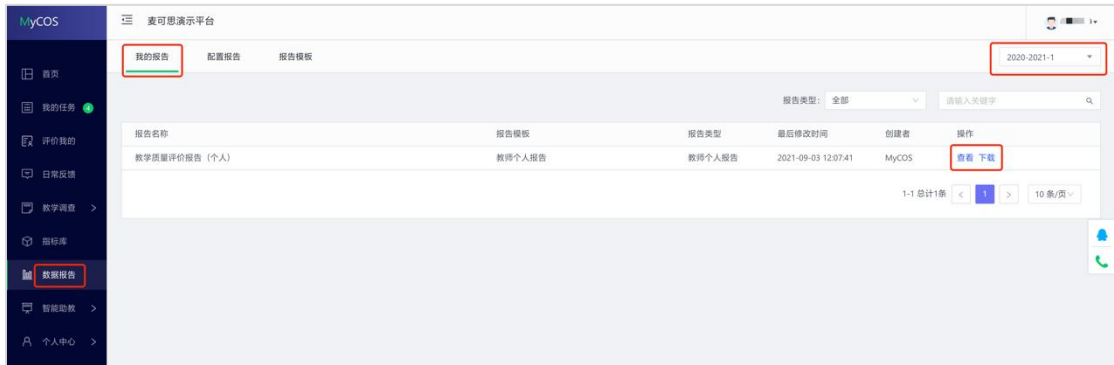 MyCOS
麦可思演示平台
首页
我的任务 4
评价我的
日常反馈
教学调查 >
指标库
数据报告
智能助教 >
个人中心 >
我的报告 配置报告 报告模板 2020-2021-1
报告类型: 全部 请输入关键字
报告名称 报告模板 报告类型 最后修改时间 创建者 操作
教学质量评价报告（个人） 教师个人报告 教师个人报告 2021-09-03 12:07:41 MyCOS 查看 下载
1-1 总计1条 < 1 > 10 条/页